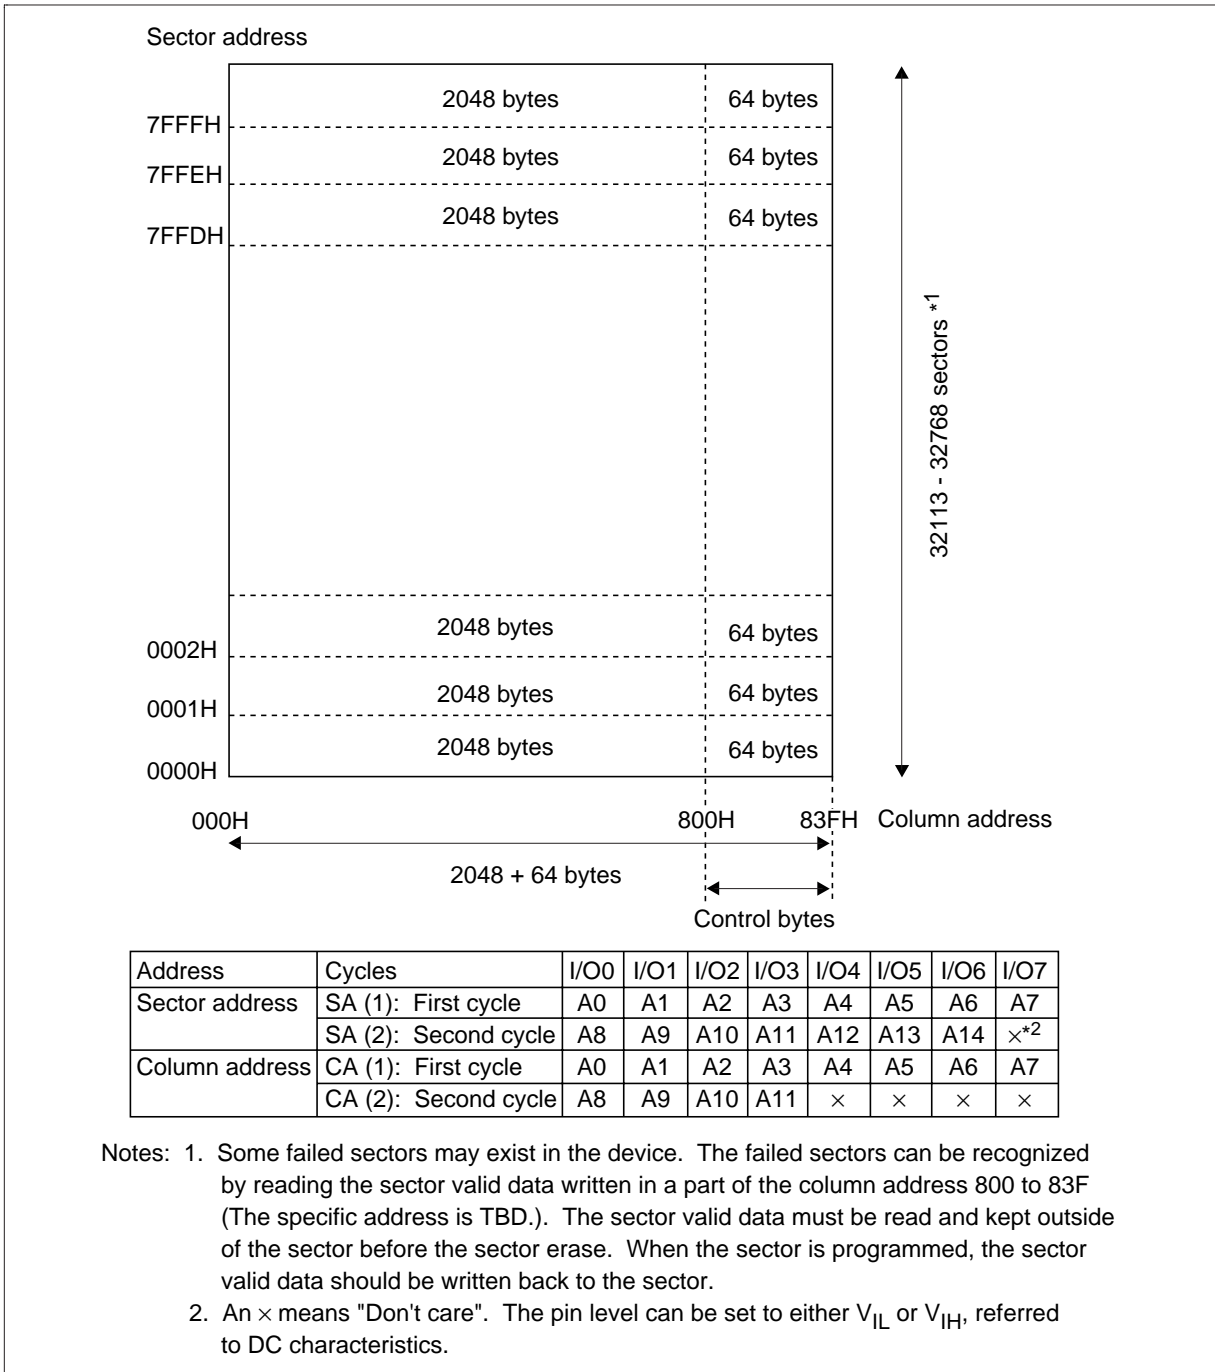 Sector address
2048 bytes 64 bytes
7FFFH
2048 bytes 64 bytes
7FFEH
2048 bytes 64 bytes
7FFDH
32113 - 32768 sectors *1
2048 bytes 64 bytes
0002H
2048 bytes 64 bytes
0001H
2048 bytes 64 bytes
0000H
000H 800H 83FH Column address
2048 + 64 bytes
Control bytes
Address Cycles I/O0 I/O1 I/O2 I/O3 I/O4 I/O5 I/O6 I/O7
Sector address SA (1): First cycle A0 A1 A2 A3 A4 A5 A6 A7
SA (2): Second cycle A8 A9 A10 A11 A12 A13 A14 ×*2
Column address CA (1): First cycle A0 A1 A2 A3 A4 A5 A6 A7
CA (2): Second cycle A8 A9 A10 A11 × × × ×
Notes: 1. Some failed sectors may exist in the device. The failed sectors can be recognized
by reading the sector valid data written in a part of the column address 800 to 83F
(The specific address is TBD.). The sector valid data must be read and kept outside
of the sector before the sector erase. When the sector is programmed, the sector
valid data should be written back to the sector.
2. An × means "Don't care". The pin level can be set to either VIL or VIH, referred
to DC characteristics.